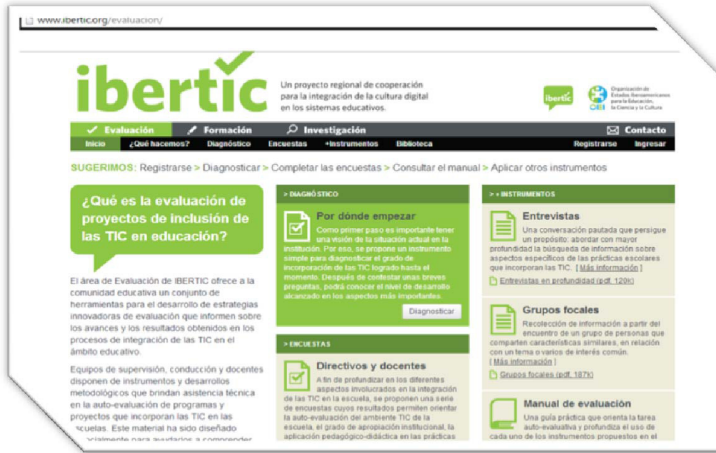 www.ibertic.org/evaluacion/
ibertic
Un proyecto regional de cooperación
para la integración de la cultura digital
en los sistemas educativos.
ibertic
Organización de
Estados Iberoamericanos
para la Educación,
la Ciencia y la Cultura
Evaluación
Formación
Investigación
Contacto
Inicio
¿Qué hacemos?
Diagnóstico
Encuestas
+Instrumentos
Biblioteca
Registrarse
Ingresar
SUGERIMOS: Registrarse > Diagnosticar > Completar las encuestas > Consultar el manual > Aplicar otros instrumentos
¿Qué es la evaluación de
proyectos de inclusión de
las TIC en educación?
El área de Evaluación de IBERTIC ofrece a la
comunidad educativa un conjunto de
herramientas para el desarrollo de estrategias
innovadoras de evaluación que informen sobre
los avances y los resultados obtenidos en los
procesos de integración de las TIC en el
ámbito educativo.
Equipos de supervisión, conducción y docentes
disponen de instrumentos y desarrollos
metodológicos que brindan asistencia técnica
en la auto-evaluación de programas y
proyectos que incorporan las TIC en las
escuelas. Este material ha sido diseñado
para ayudarlos a comprender
> DIAGNÓSTICO
Por dónde empezar
Como primer paso es importante tener
una visión de la situación actual en la
institución. Por eso, se propone un instrumento
simple para diagnosticar el grado de
incorporación de las TIC logrado hasta el
momento. Después de contestar unas breves
preguntas, podrá conocer el nivel de desarrollo
alcanzado en los aspectos más importantes.
Diagnosticar
> ENCUESTAS
Directivos y docentes
A fin de profundizar en los diferentes
aspectos involucrados en la integración
de las TIC en la escuela, se proponen una serie
de encuestas cuyos resultados permiten orientar
la auto-evaluación del ambiente TIC de la
escuela, el grado de apropiación institucional, la
aplicación pedagógico-didáctica en las prácticas
> + INSTRUMENTOS
Entrevistas
Una conversación pautada que persigue
un propósito: abordar con mayor
profundidad la búsqueda de información sobre
aspectos específicos de las prácticas escolares
que incorporan las TIC. [ Más información ]
Entrevistas en profundidad (pdf. 120k)
Grupos focales
Recolección de información a partir del
encuentro de un grupo de personas que
comparten características similares, en relación
con un tema o varios de interés común.
[ Más información ]
Grupos focales (pdf. 187k)
Manual de evaluación
Una guía práctica que orienta la tarea
auto-evaluativa y profundiza el uso de
cada uno de los instrumentos propuestos en el